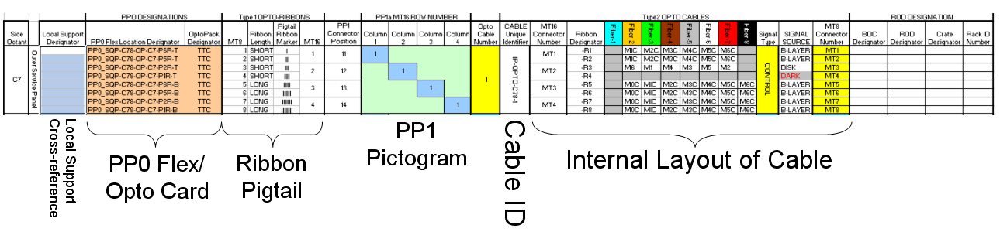 PP0 DESIGNATIONS Type 1 OPTO-RIBBONS PP1a MT16 ROW NUMBER Type2 OPTO CABLES ROD DESIGNATION
Side Octant Local Support Designator PP0 Flex Location Designator OptoPack Designator MT8 Ribbon Length Pigtail Ribbon Marker MT16 PP1 Connector Position Column 1 Column 2 Column 3 Column 4 Opto Cable Number CABLE Unique Identifier MT16 Connector Number Ribbon Designator Fiber-1 Fiber-2 Fiber-3 Fiber-4 Fiber-5 Fiber-6 Fiber-7 Fiber-8 Signal Type SIGNAL SOURCE MT8 Connector Number BOC Designator ROD Designator Crate Designator Rack ID Number
C7 Outer Service Panel 1 IP-OPTO-C78-1 CONTROL
PP0_SQP-C78-OP-C7-P6R-T TTC 1 SHORT I 1 11 1 MT1 -R1 M1C M2C M3C M4C M5C M6C B-LAYER MT1
PP0_SQP-C78-OP-C7-P5R-T TTC 2 SHORT II -R2 M1C M2C M3C M4C M5C M6C B-LAYER MT2
PP0_SQP-C78-OP-C7-P2R-T TTC 3 SHORT III 2 12 1 MT2 -R3 M6 M1 M4 M3 M5 M2 DISK MT3
PP0_SQP-C78-OP-C7-P1R-T TTC 4 SHORT IIII -R4 DARK MT4
PP0_SQP-C78-OP-C7-P6R-B TTC 5 LONG IIIII 3 13 1 MT3 -R5 M0C M1C M2C M3C M4C M5C M6C B-LAYER MT5
PP0_SQP-C78-OP-C7-P5R-B TTC 6 LONG IIIIII -R6 M0C M1C M2C M3C M4C M5C M6C B-LAYER MT6
PP0_SQP-C78-OP-C7-P2R-B TTC 7 LONG IIIIIII 4 14 1 MT4 -R7 M0C M1C M2C M3C M4C M5C M6C B-LAYER MT7
PP0_SQP-C78-OP-C7-P1R-B TTC 8 LONG IIIIIIII -R8 M0C M1C M2C M3C M4C M5C M6C B-LAYER MT8
Local Support
Cross-reference
PP0 Flex/
Opto Card
Ribbon
Pigtail
PP1
Pictogram
Cable ID
Internal Layout of Cable